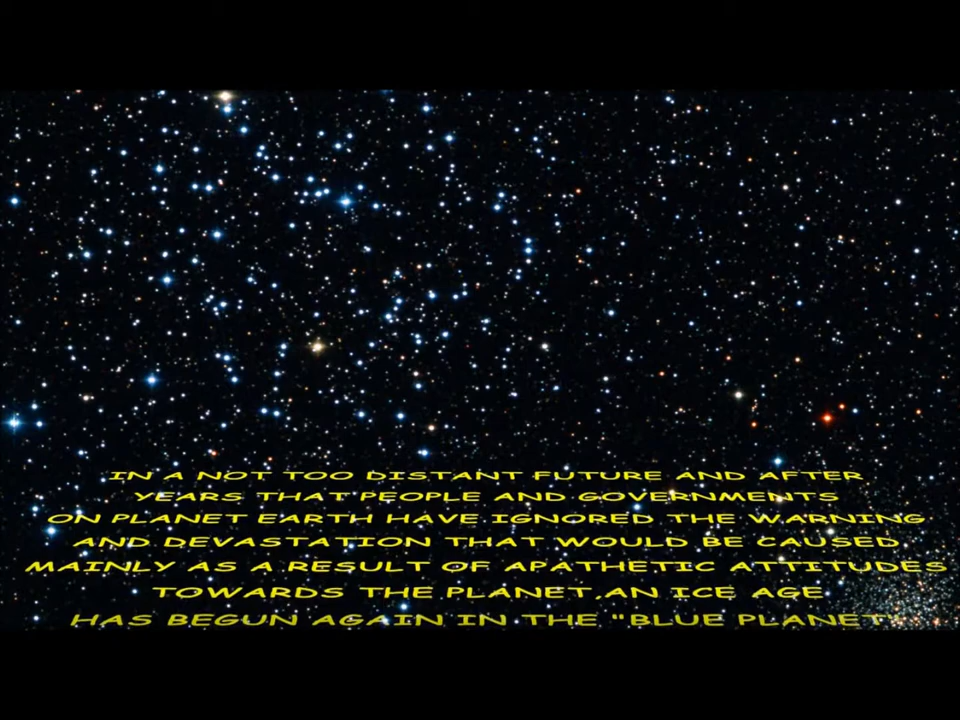 IN A NOT TOO DISTANT FUTURE AND AFTER
YEARS THAT PEOPLE AND GOVERNMENTS
ON PLANET EARTH HAVE IGNORED THE WARNING
AND DEVASTATION THAT WOULD BE CAUSED
MAINLY AS A RESULT OF APATHETIC ATTITUDES
TOWARDS THE PLANET,AN ICE AGE
HAS BEGUN AGAIN IN THE "BLUE PLANET"